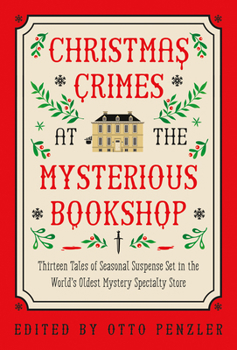 CHRISTMAS
CRIMES
AT THE
MYSTERIOUS
BOOKSHOP
Thirteen Tales of Seasonal Suspense Set in the
World's Oldest Mystery Specialty Store
EDITED BY OTTO PENZLER